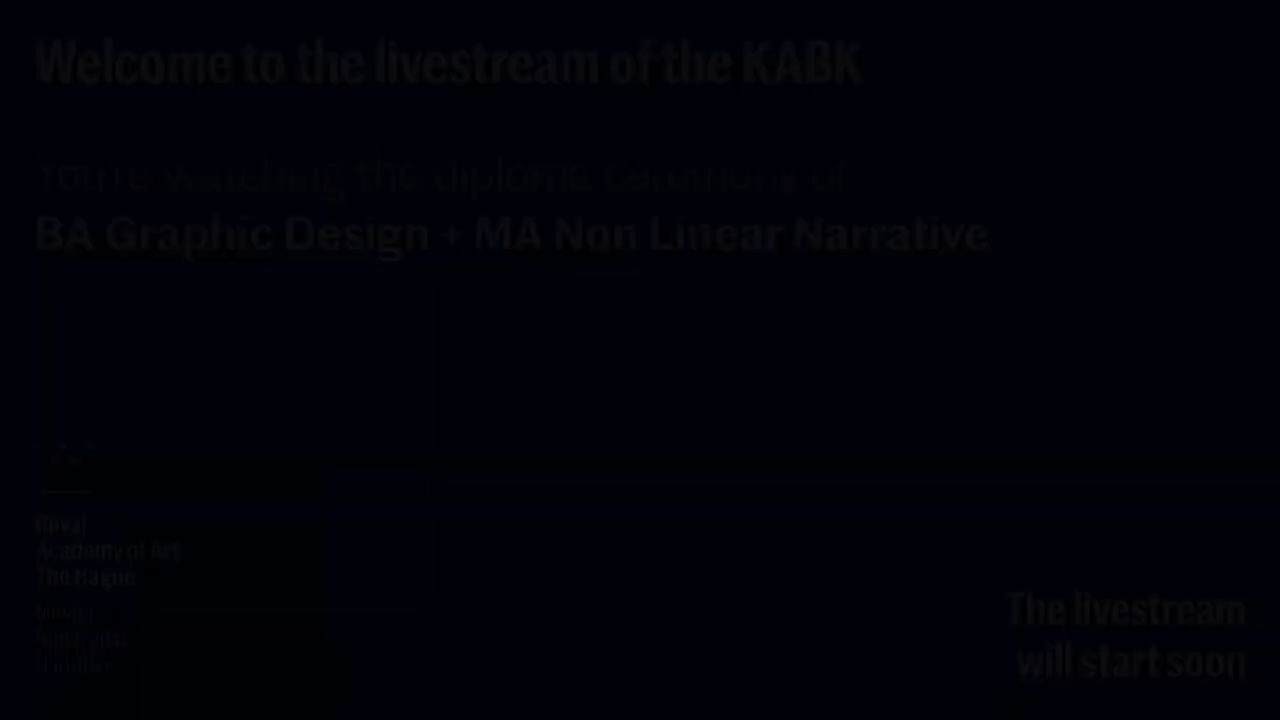 Welcome to the livestream of the KABK
You're watching the diploma ceremony of:
BA Graphic Design + MA Non Linear Narrative
Royal
Academy of Art
The Hague
The livestream
will start soon